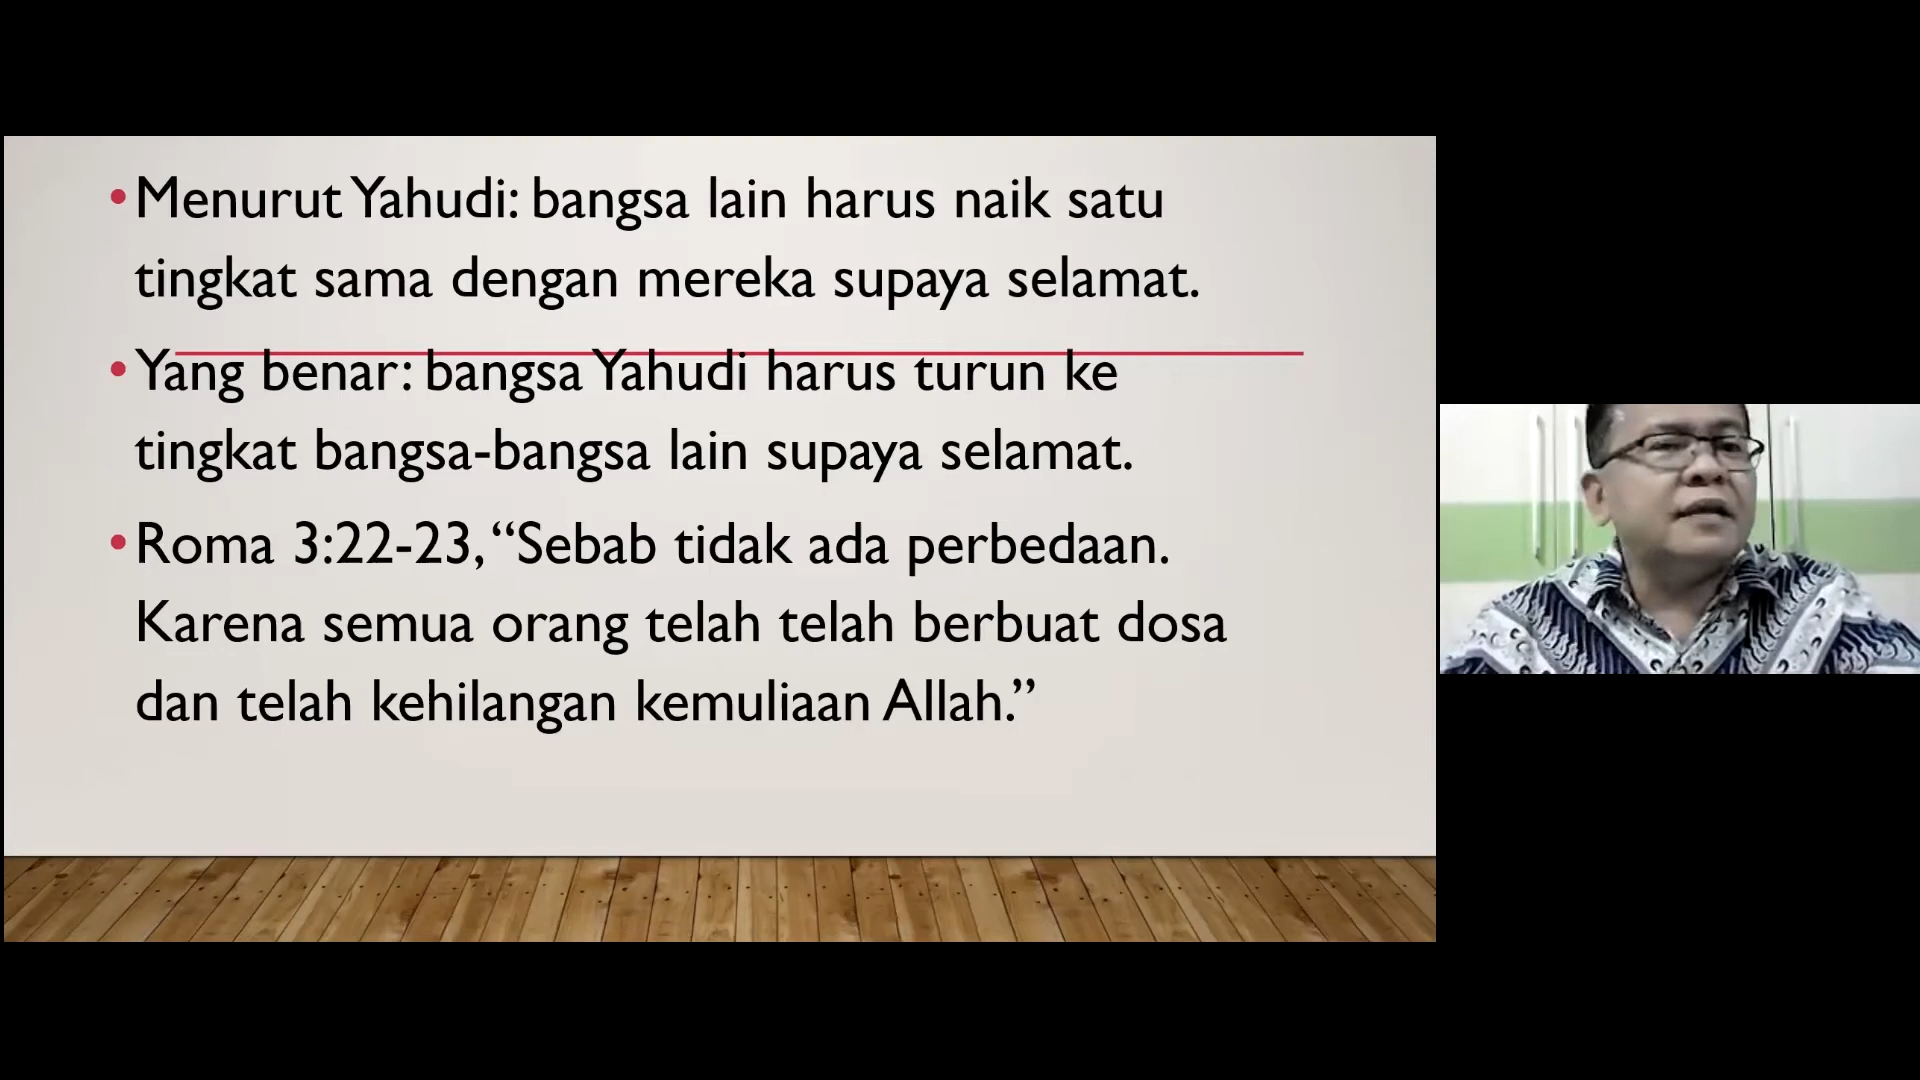 •Menurut Yahudi: bangsa lain harus naik satu
tingkat sama dengan mereka supaya selamat.
•Yang benar: bangsa Yahudi harus turun ke
tingkat bangsa-bangsa lain supaya selamat.
•Roma 3:22-23, “Sebab tidak ada perbedaan.
Karena semua orang telah telah berbuat dosa
dan telah kehilangan kemuliaan Allah.”